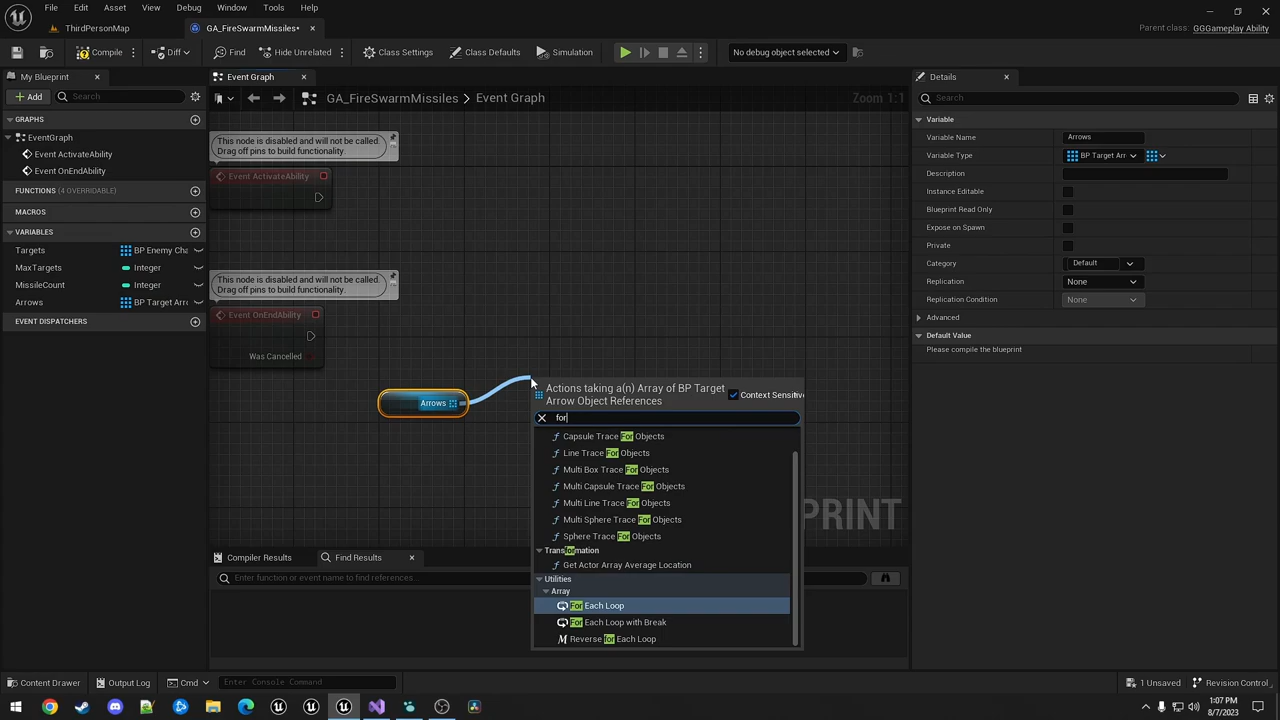 File Edit Asset View Debug Window Tools Help
ThirdPersonMap
GA_FireSwarmMissiles*
Parent class: GGGameplay Ability
Compile
Diff
Find
Hide Unrelated
Class Settings
Class Defaults
Simulation
No debug object selected
My Blueprint
Event Graph
Details
Add
Search
GA_FireSwarmMissiles > Event Graph
Zoom 1:1
Search
GRAPHS
EventGraph
Event ActivateAbility
Event OnEndAbility
FUNCTIONS (4 OVERRIDABLE)
MACROS
VARIABLES
Targets BP Enemy Cha
MaxTargets Integer
MissileCount Integer
Arrows BP Target Arro
EVENT DISPATCHERS
This node is disabled and will not be called.
Drag off pins to build functionality.
Event ActivateAbility
This node is disabled and will not be called.
Drag off pins to build functionality.
Event OnEndAbility
Was Cancelled
Arrows
Actions taking a(n) Array of BP Target
Arrow Object References
Context Sensitive
for
Capsule Trace For Objects
Line Trace For Objects
Multi Box Trace For Objects
Multi Capsule Trace For Objects
Multi Line Trace For Objects
Multi Sphere Trace For Objects
Sphere Trace For Objects
Transformation
Get Actor Array Average Location
Utilities
Array
For Each Loop
For Each Loop with Break
Reverse for Each Loop
PRINT
Variable
Variable Name Arrows
Variable Type BP Target Arr
Description
Instance Editable
Blueprint Read Only
Expose on Spawn
Private
Category Default
Replication None
Replication Condition None
Advanced
Default Value
Please compile the blueprint
Compiler Results
Find Results
Enter function or event name to find references...
Content Drawer
Output Log
Cmd
Enter Console Command
1 Unsaved
Revision Control
1:07 PM
8/7/2023